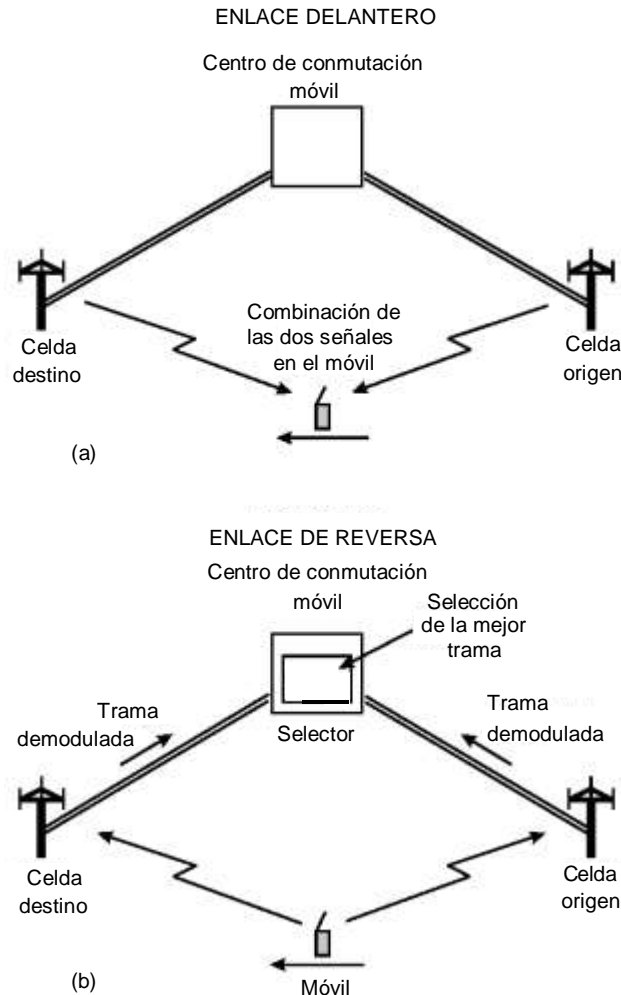 ENLACE DELANTERO
Centro de conmutación
móvil
Combinación de
las dos señales
en el móvil
Celda
destino
Celda
origen
(a)
ENLACE DE REVERSA
Centro de conmutación
móvil
Selección
de la mejor
trama
Trama
demodulada
Selector
Trama
demodulada
Celda
destino
Celda
origen
(b)
Móvil